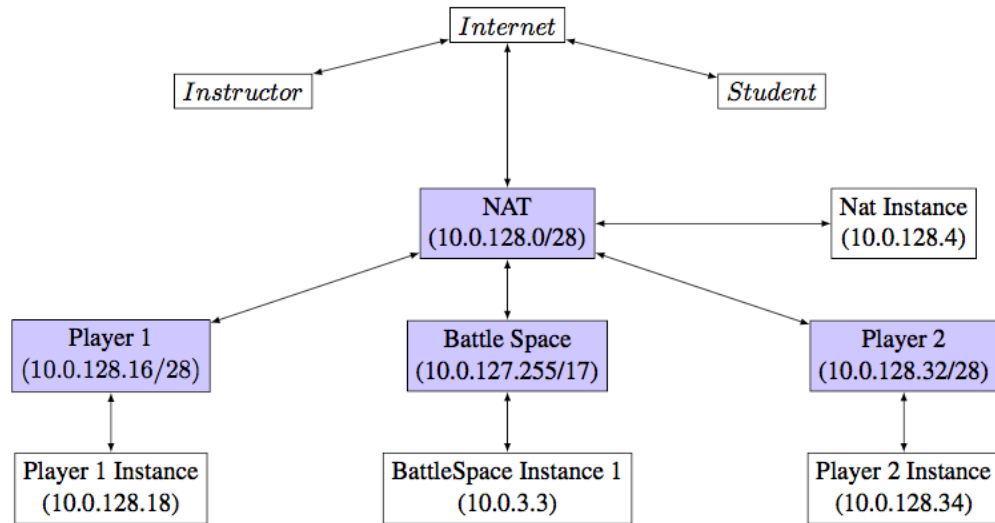 Internet
Instructor
Student
NAT
(10.0.128.0/28)
Nat Instance
(10.0.128.4)
Player 1
(10.0.128.16/28)
Battle Space
(10.0.127.255/17)
Player 2
(10.0.128.32/28)
Player 1 Instance
(10.0.128.18)
BattleSpace Instance 1
(10.0.3.3)
Player 2 Instance
(10.0.128.34)